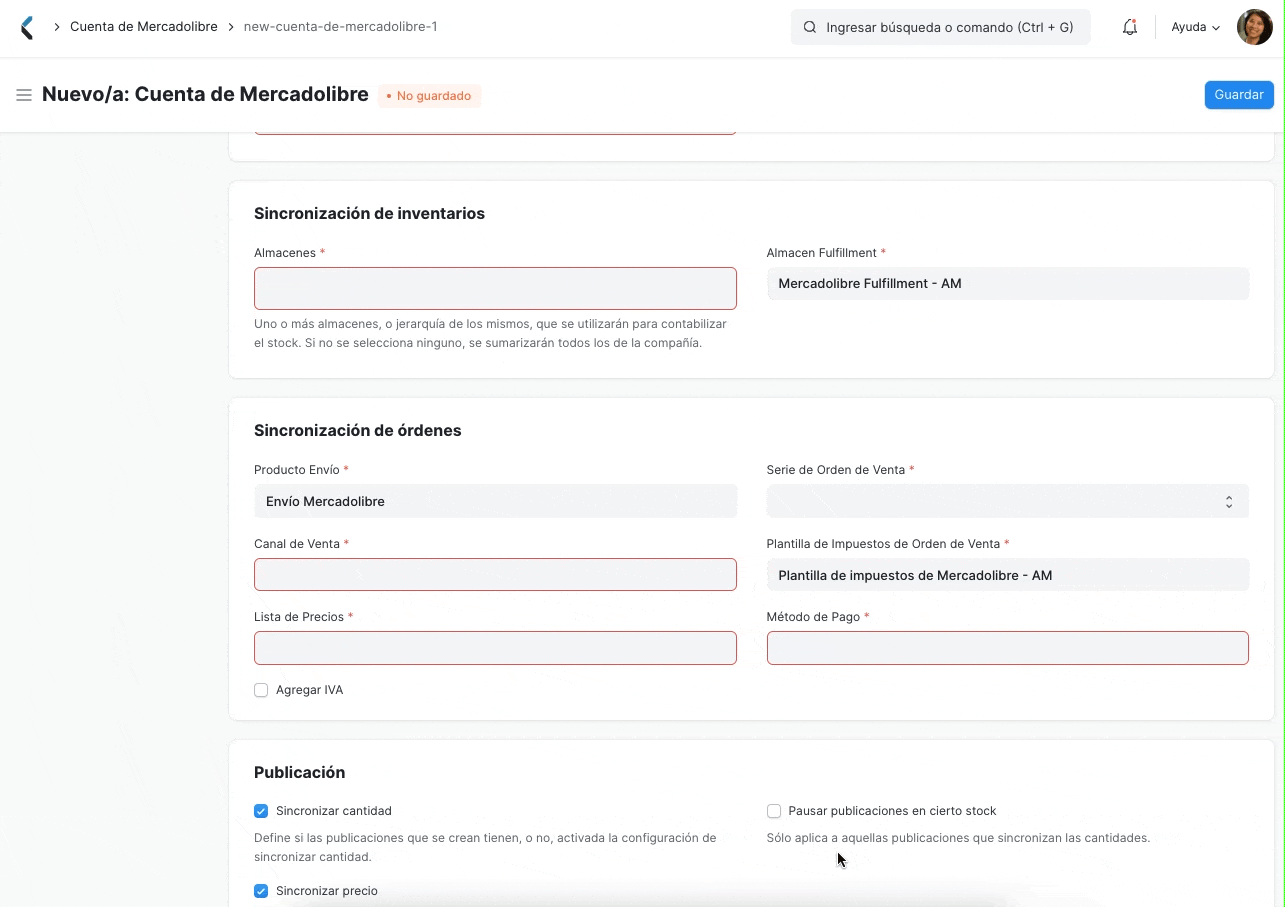 Cuenta de Mercadolibre
new-cuenta-de-mercadolibre-1
Ingresar búsqueda o comando (Ctrl + G)
Ayuda
Nuevo/a: Cuenta de Mercadolibre
No guardado
Guardar
Sincronización de inventarios
Almacenes *
Almacen Fulfillment *
Mercadolibre Fulfillment - AM
Uno o más almacenes, o jerarquía de los mismos, que se utilizarán para contabilizar
el stock. Si no se selecciona ninguno, se sumarizarán todos los de la compañía.
Sincronización de órdenes
Producto Envío *
Serie de Orden de Venta *
Envío Mercadolibre
Canal de Venta *
Plantilla de Impuestos de Orden de Venta *
Plantilla de impuestos de Mercadolibre - AM
Lista de Precios *
Método de Pago *
Agregar IVA
Publicación
Sincronizar cantidad
Pausar publicaciones en cierto stock
Define si las publicaciones que se crean tienen, o no, activada la configuración de
sincronizar cantidad.
Sólo aplica a aquellas publicaciones que sincronizan las cantidades.
Sincronizar precio